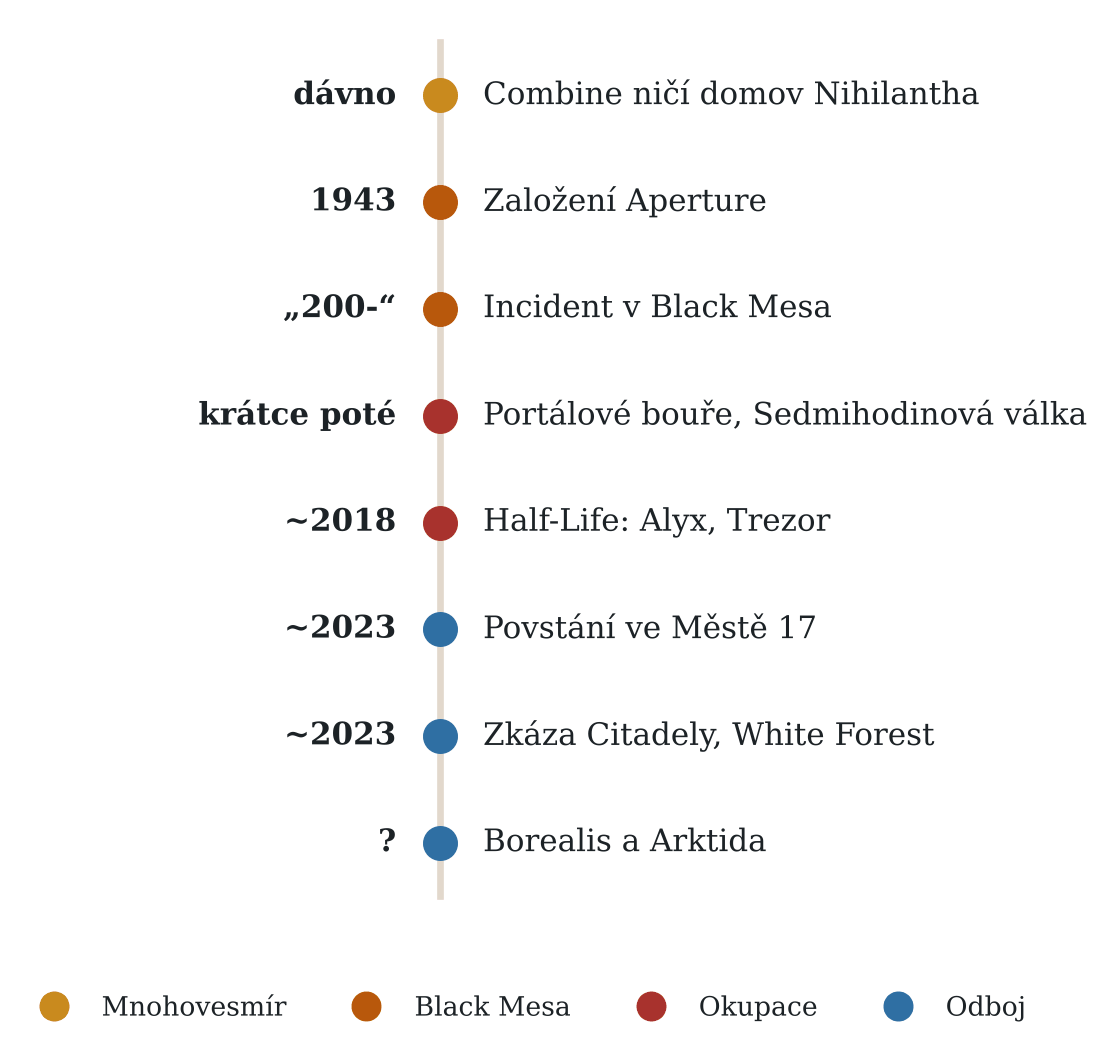 dávno Combine ničí domov Nihilantha
1943 Založení Aperture
„200-“ Incident v Black Mesa
krátce poté Portálové bouře, Sedmihodinová válka
~2018 Half-Life: Alyx, Trezor
~2023 Povstání ve Městě 17
~2023 Zkáza Citadely, White Forest
? Borealis a Arktida
Mnohovesmír Black Mesa Okupace Odboj